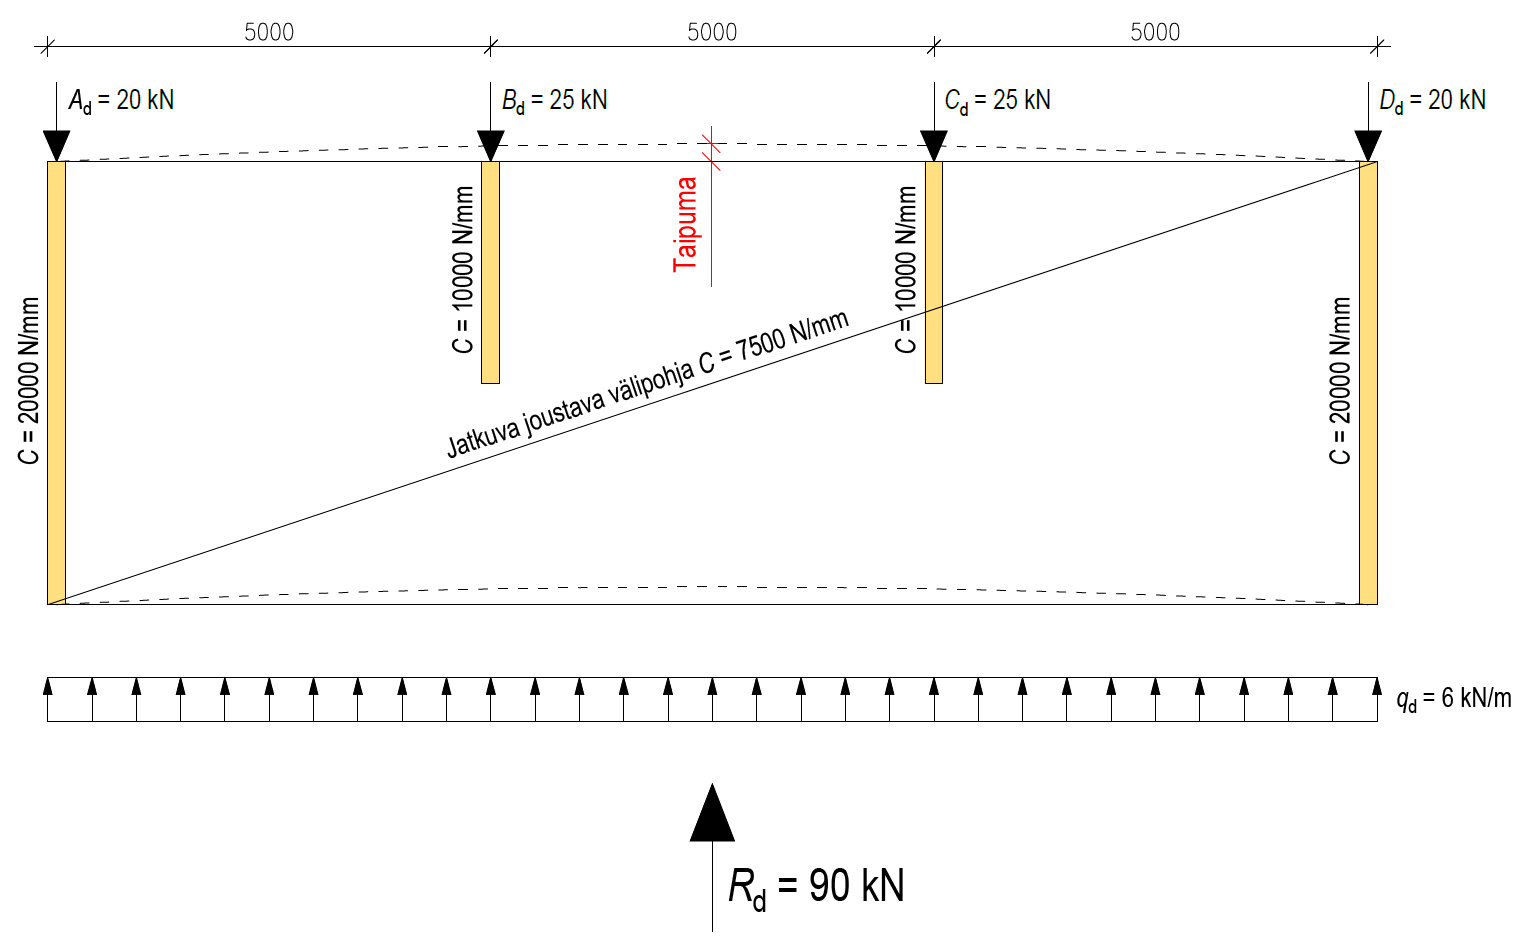 5000 5000 5000
Ad = 20 kN Bd = 25 kN Cd = 25 kN Dd = 20 kN
C = 20000 N/mm
C = 10000 N/mm
Taipuma
C = 10000 N/mm
C = 20000 N/mm
Jatkuva joustava välipohja C = 7500 N/mm
qd = 6 kN/m
Rd = 90 kN